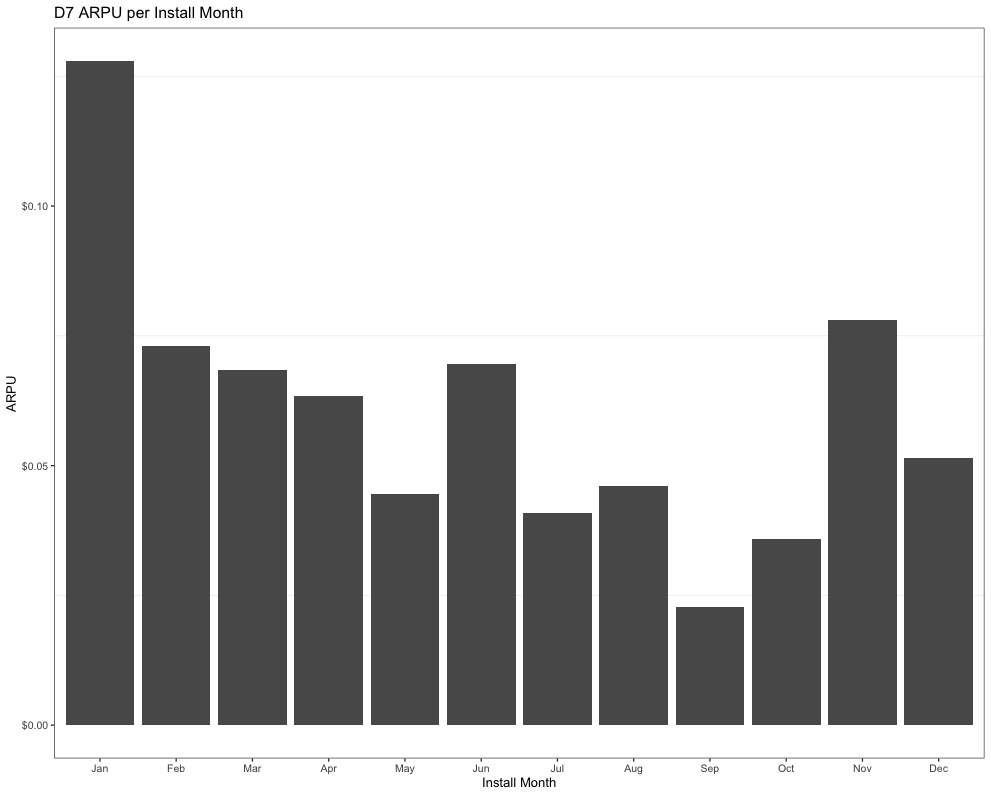 D7 ARPU per Install Month
ARPU
$0.10
$0.05
$0.00
Jan Feb Mar Apr May Jun Jul Aug Sep Oct Nov Dec
Install Month